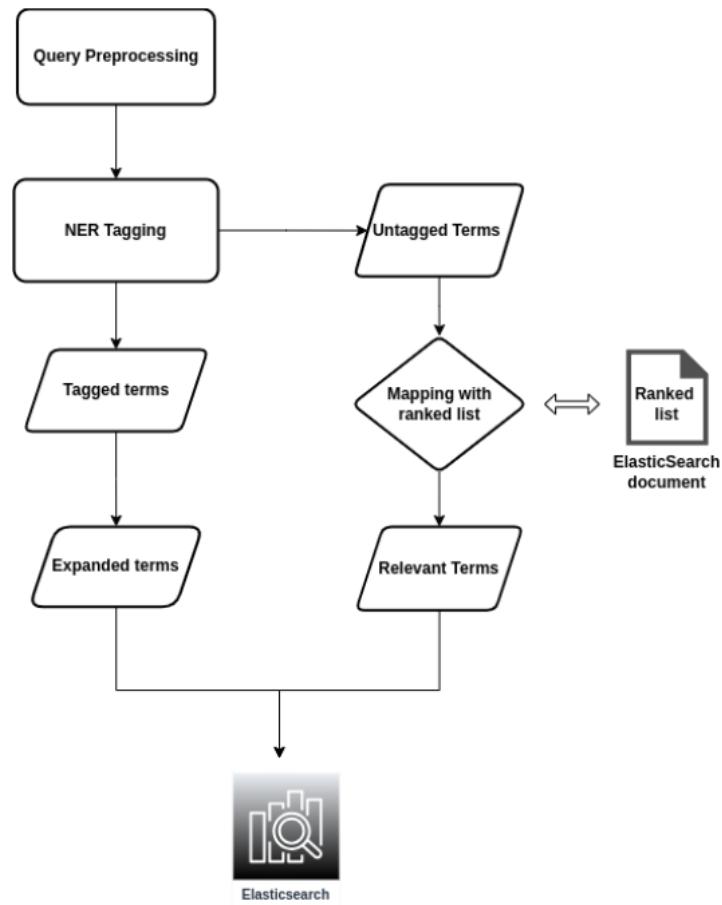 Query Preprocessing
NER Tagging
Untagged Terms
Tagged terms
Mapping with
ranked list
Ranked
list
ElasticSearch
document
Expanded terms
Relevant Terms
Elasticsearch